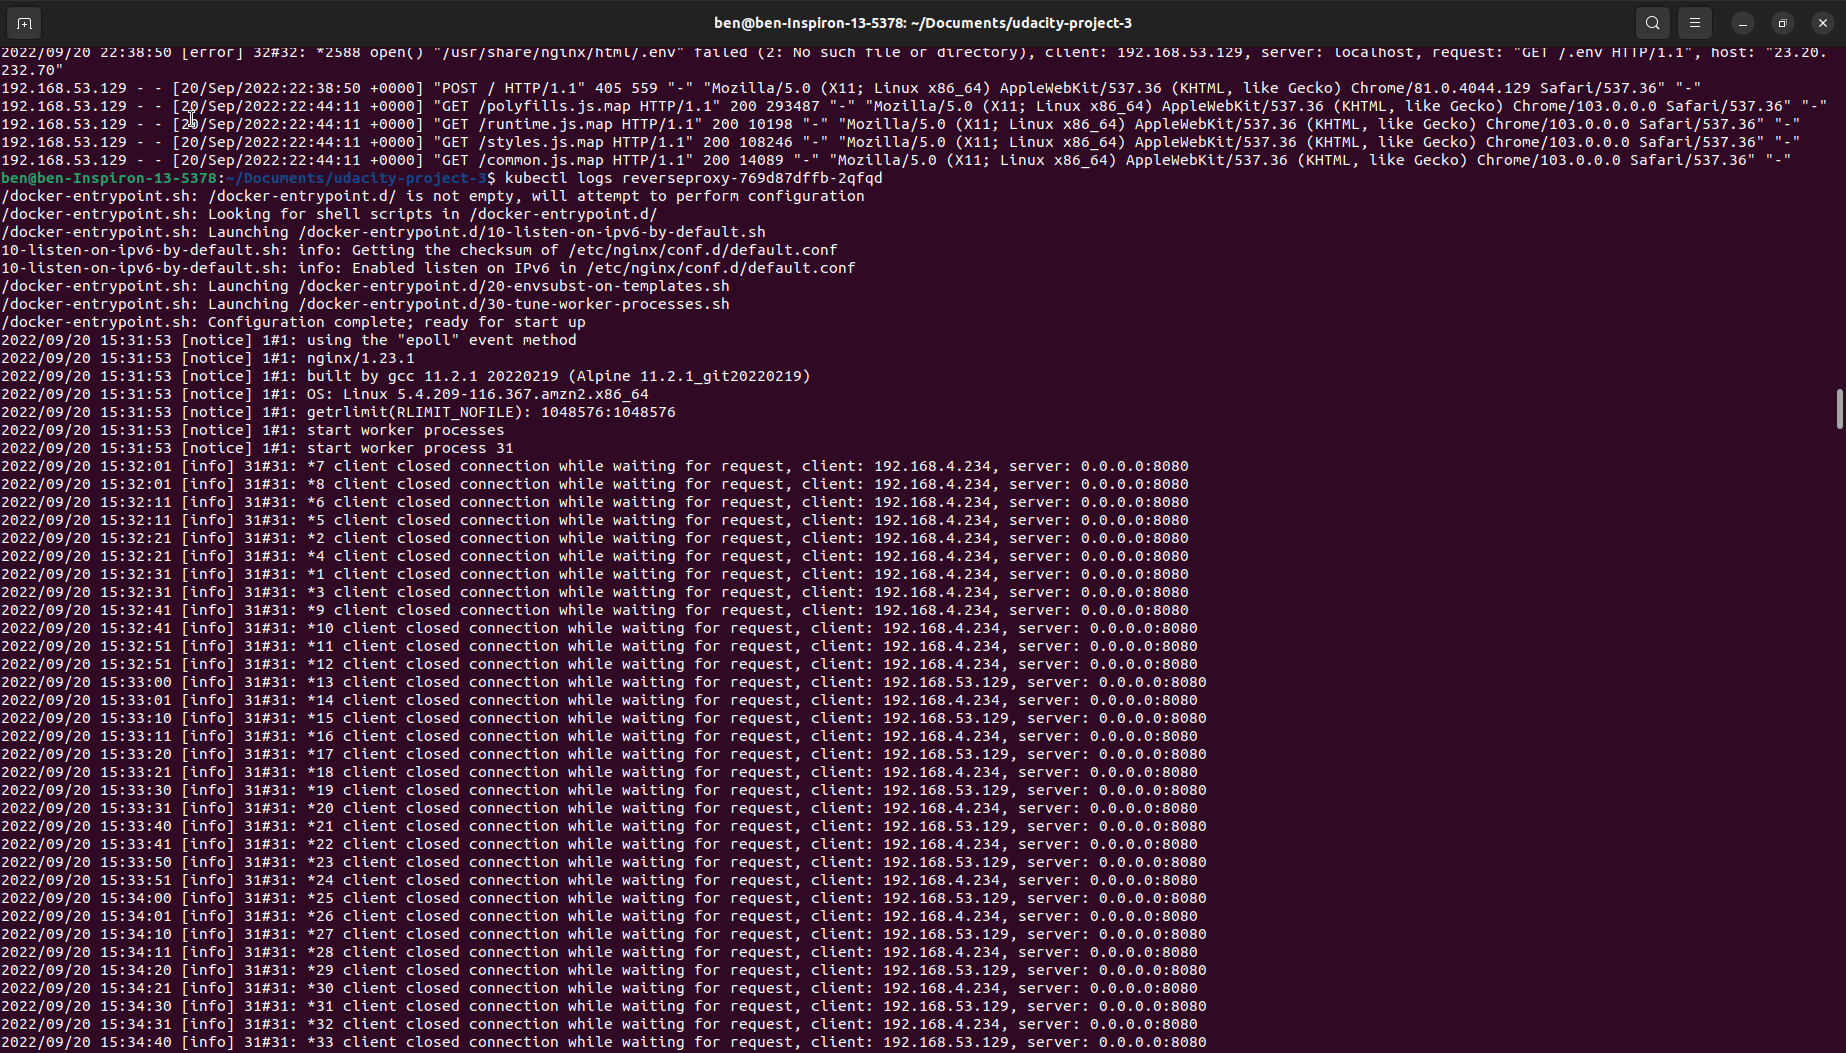 ben@ben-Inspiron-13-5378: ~/Documents/udacity-project-3
2022/09/20 22:38:50 [error] 32#32: *2588 open() "/usr/share/nginx/html/.env" failed (2: No such file or directory), client: 192.168.53.129, server: localhost, request: "GET /.env HTTP/1.1", host: "23.20.
232.70"
192.168.53.129 - - [20/Sep/2022:22:38:50 +0000] "POST / HTTP/1.1" 405 559 "-" "Mozilla/5.0 (X11; Linux x86_64) AppleWebKit/537.36 (KHTML, like Gecko) Chrome/81.0.4044.129 Safari/537.36" "-"
192.168.53.129 - - [20/Sep/2022:22:44:11 +0000] "GET /polyfills.js.map HTTP/1.1" 200 293487 "-" "Mozilla/5.0 (X11; Linux x86_64) AppleWebKit/537.36 (KHTML, like Gecko) Chrome/103.0.0.0 Safari/537.36" "-"
192.168.53.129 - - [20/Sep/2022:22:44:11 +0000] "GET /runtime.js.map HTTP/1.1" 200 10198 "-" "Mozilla/5.0 (X11; Linux x86_64) AppleWebKit/537.36 (KHTML, like Gecko) Chrome/103.0.0.0 Safari/537.36" "-"
192.168.53.129 - - [20/Sep/2022:22:44:11 +0000] "GET /styles.js.map HTTP/1.1" 200 108246 "-" "Mozilla/5.0 (X11; Linux x86_64) AppleWebKit/537.36 (KHTML, like Gecko) Chrome/103.0.0.0 Safari/537.36" "-"
192.168.53.129 - - [20/Sep/2022:22:44:11 +0000] "GET /common.js.map HTTP/1.1" 200 14089 "-" "Mozilla/5.0 (X11; Linux x86_64) AppleWebKit/537.36 (KHTML, like Gecko) Chrome/103.0.0.0 Safari/537.36" "-"
ben@ben-Inspiron-13-5378:~/Documents/udacity-project-3$ kubectl logs reverseproxy-769d87dffb-2qfqd
/docker-entrypoint.sh: /docker-entrypoint.d/ is not empty, will attempt to perform configuration
/docker-entrypoint.sh: Looking for shell scripts in /docker-entrypoint.d/
/docker-entrypoint.sh: Launching /docker-entrypoint.d/10-listen-on-ipv6-by-default.sh
10-listen-on-ipv6-by-default.sh: info: Getting the checksum of /etc/nginx/conf.d/default.conf
10-listen-on-ipv6-by-default.sh: info: Enabled listen on IPv6 in /etc/nginx/conf.d/default.conf
/docker-entrypoint.sh: Launching /docker-entrypoint.d/20-envsubst-on-templates.sh
/docker-entrypoint.sh: Launching /docker-entrypoint.d/30-tune-worker-processes.sh
/docker-entrypoint.sh: Configuration complete; ready for start up
2022/09/20 15:31:53 [notice] 1#1: using the "epoll" event method
2022/09/20 15:31:53 [notice] 1#1: nginx/1.23.1
2022/09/20 15:31:53 [notice] 1#1: built by gcc 11.2.1 20220219 (Alpine 11.2.1_git20220219)
2022/09/20 15:31:53 [notice] 1#1: OS: Linux 5.4.209-116.367.amzn2.x86_64
2022/09/20 15:31:53 [notice] 1#1: getrlimit(RLIMIT_NOFILE): 1048576:1048576
2022/09/20 15:31:53 [notice] 1#1: start worker processes
2022/09/20 15:31:53 [notice] 1#1: start worker process 31
2022/09/20 15:32:01 [info] 31#31: *7 client closed connection while waiting for request, client: 192.168.4.234, server: 0.0.0.0:8080
2022/09/20 15:32:01 [info] 31#31: *8 client closed connection while waiting for request, client: 192.168.4.234, server: 0.0.0.0:8080
2022/09/20 15:32:11 [info] 31#31: *6 client closed connection while waiting for request, client: 192.168.4.234, server: 0.0.0.0:8080
2022/09/20 15:32:11 [info] 31#31: *5 client closed connection while waiting for request, client: 192.168.4.234, server: 0.0.0.0:8080
2022/09/20 15:32:21 [info] 31#31: *2 client closed connection while waiting for request, client: 192.168.4.234, server: 0.0.0.0:8080
2022/09/20 15:32:21 [info] 31#31: *4 client closed connection while waiting for request, client: 192.168.4.234, server: 0.0.0.0:8080
2022/09/20 15:32:31 [info] 31#31: *1 client closed connection while waiting for request, client: 192.168.4.234, server: 0.0.0.0:8080
2022/09/20 15:32:31 [info] 31#31: *3 client closed connection while waiting for request, client: 192.168.4.234, server: 0.0.0.0:8080
2022/09/20 15:32:41 [info] 31#31: *9 client closed connection while waiting for request, client: 192.168.4.234, server: 0.0.0.0:8080
2022/09/20 15:32:41 [info] 31#31: *10 client closed connection while waiting for request, client: 192.168.4.234, server: 0.0.0.0:8080
2022/09/20 15:32:51 [info] 31#31: *11 client closed connection while waiting for request, client: 192.168.4.234, server: 0.0.0.0:8080
2022/09/20 15:32:51 [info] 31#31: *12 client closed connection while waiting for request, client: 192.168.4.234, server: 0.0.0.0:8080
2022/09/20 15:33:00 [info] 31#31: *13 client closed connection while waiting for request, client: 192.168.53.129, server: 0.0.0.0:8080
2022/09/20 15:33:01 [info] 31#31: *14 client closed connection while waiting for request, client: 192.168.4.234, server: 0.0.0.0:8080
2022/09/20 15:33:10 [info] 31#31: *15 client closed connection while waiting for request, client: 192.168.53.129, server: 0.0.0.0:8080
2022/09/20 15:33:11 [info] 31#31: *16 client closed connection while waiting for request, client: 192.168.4.234, server: 0.0.0.0:8080
2022/09/20 15:33:20 [info] 31#31: *17 client closed connection while waiting for request, client: 192.168.53.129, server: 0.0.0.0:8080
2022/09/20 15:33:21 [info] 31#31: *18 client closed connection while waiting for request, client: 192.168.4.234, server: 0.0.0.0:8080
2022/09/20 15:33:30 [info] 31#31: *19 client closed connection while waiting for request, client: 192.168.53.129, server: 0.0.0.0:8080
2022/09/20 15:33:31 [info] 31#31: *20 client closed connection while waiting for request, client: 192.168.4.234, server: 0.0.0.0:8080
2022/09/20 15:33:40 [info] 31#31: *21 client closed connection while waiting for request, client: 192.168.53.129, server: 0.0.0.0:8080
2022/09/20 15:33:41 [info] 31#31: *22 client closed connection while waiting for request, client: 192.168.4.234, server: 0.0.0.0:8080
2022/09/20 15:33:50 [info] 31#31: *23 client closed connection while waiting for request, client: 192.168.53.129, server: 0.0.0.0:8080
2022/09/20 15:33:51 [info] 31#31: *24 client closed connection while waiting for request, client: 192.168.4.234, server: 0.0.0.0:8080
2022/09/20 15:34:00 [info] 31#31: *25 client closed connection while waiting for request, client: 192.168.53.129, server: 0.0.0.0:8080
2022/09/20 15:34:01 [info] 31#31: *26 client closed connection while waiting for request, client: 192.168.4.234, server: 0.0.0.0:8080
2022/09/20 15:34:10 [info] 31#31: *27 client closed connection while waiting for request, client: 192.168.53.129, server: 0.0.0.0:8080
2022/09/20 15:34:11 [info] 31#31: *28 client closed connection while waiting for request, client: 192.168.4.234, server: 0.0.0.0:8080
2022/09/20 15:34:20 [info] 31#31: *29 client closed connection while waiting for request, client: 192.168.53.129, server: 0.0.0.0:8080
2022/09/20 15:34:21 [info] 31#31: *30 client closed connection while waiting for request, client: 192.168.4.234, server: 0.0.0.0:8080
2022/09/20 15:34:30 [info] 31#31: *31 client closed connection while waiting for request, client: 192.168.53.129, server: 0.0.0.0:8080
2022/09/20 15:34:31 [info] 31#31: *32 client closed connection while waiting for request, client: 192.168.4.234, server: 0.0.0.0:8080
2022/09/20 15:34:40 [info] 31#31: *33 client closed connection while waiting for request, client: 192.168.53.129, server: 0.0.0.0:8080